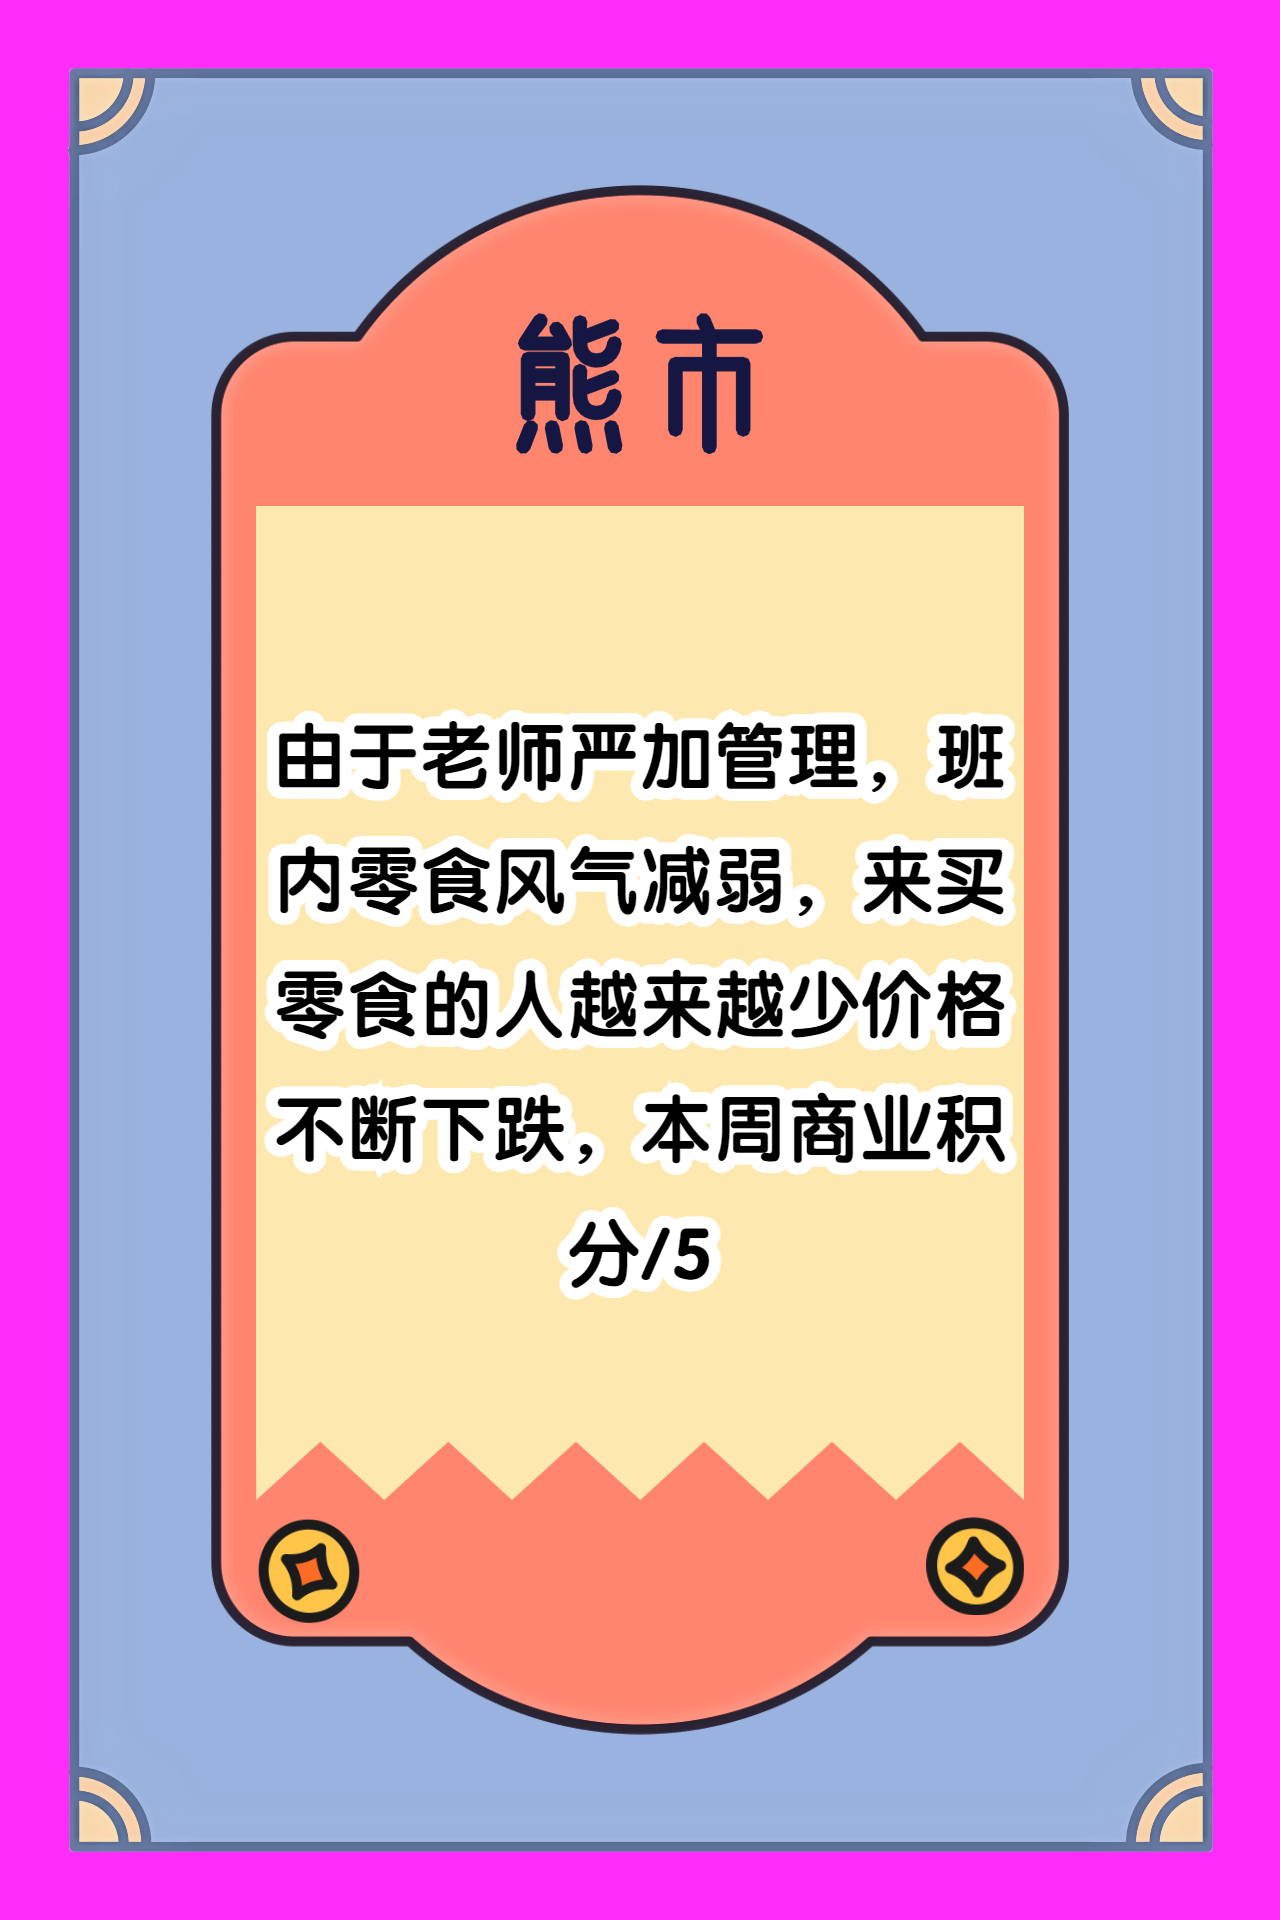 熊市
由于老师严加管理，班
内零食风气减弱，来买
零食的人越来越少价格
不断下跌，本周商业积
分/5